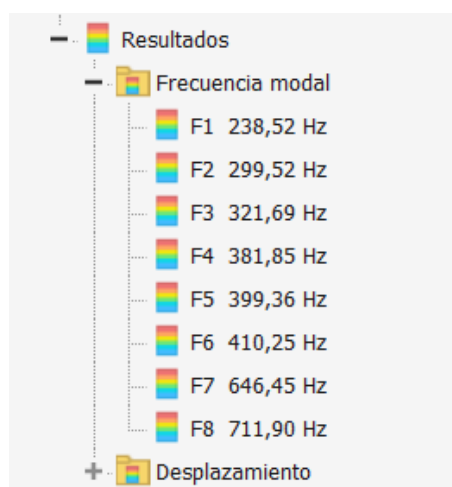 Resultados
Frecuencia modal
F1 238,52 Hz
F2 299,52 Hz
F3 321,69 Hz
F4 381,85 Hz
F5 399,36 Hz
F6 410,25 Hz
F7 646,45 Hz
F8 711,90 Hz
Desplazamiento